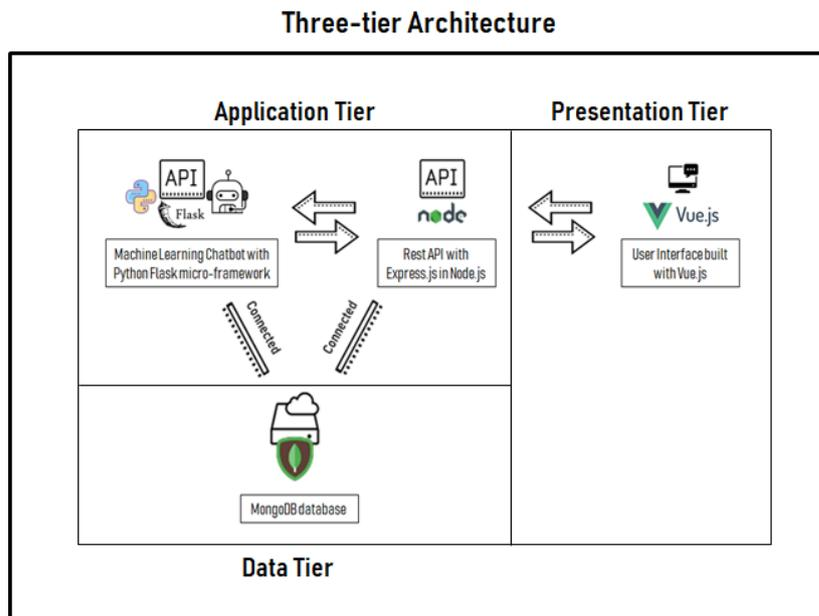 Three-tier Architecture
Application Tier
Presentation Tier
API
API
Flask
node
Vue.js
Machine Learning Chatbot with
Python Flask micro-framework
Rest API with
Express.js in Node.js
User Interface built
with Vue.js
Connected
Connected
MongoDB database
Data Tier